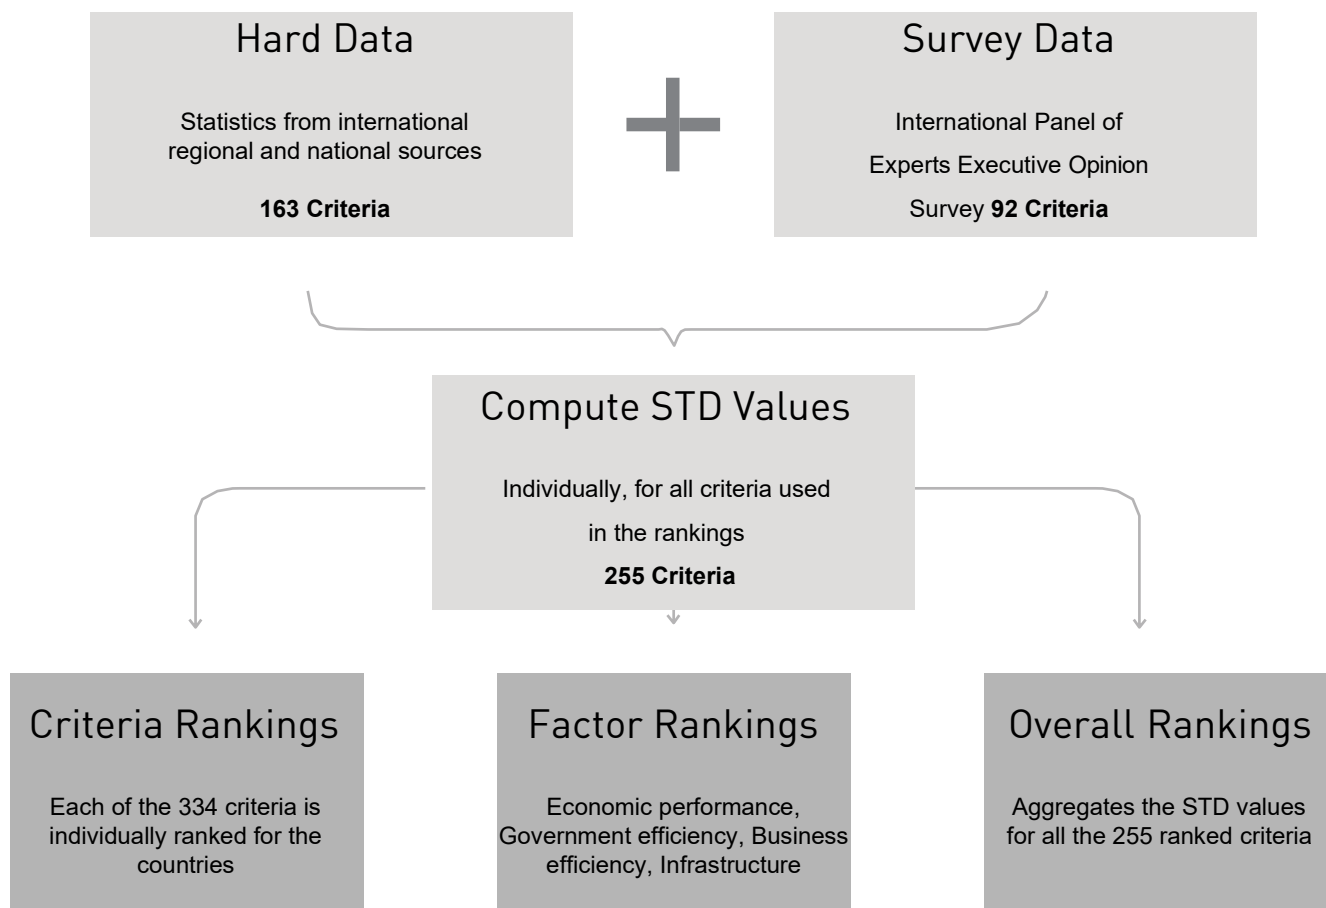 Hard Data
Statistics from international
regional and national sources
163 Criteria
Survey Data
International Panel of
Experts Executive Opinion
Survey 92 Criteria
Compute STD Values
Individually, for all criteria used
in the rankings
255 Criteria
Criteria Rankings
Each of the 334 criteria is
individually ranked for the
countries
Factor Rankings
Economic performance,
Government efficiency, Business
efficiency, Infrastructure
Overall Rankings
Aggregates the STD values
for all the 255 ranked criteria